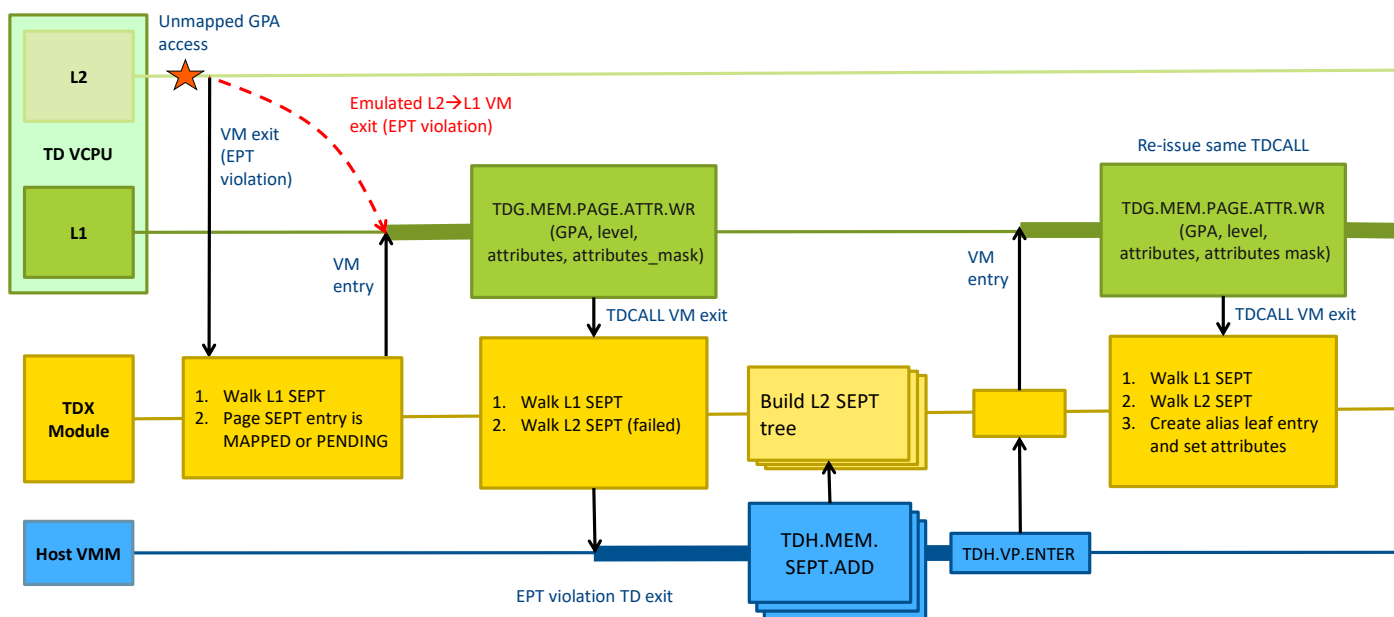 Unmapped GPA
access
L2
TD VCPU
L1
VM exit
(EPT
violation)
Emulated L2→L1 VM
exit (EPT violation)
VM
entry
TDG.MEM.PAGE.ATTR.WR
(GPA, level,
attributes, attributes_mask)
TDCALL VM exit
VM
entry
Re-issue same TDCALL
TDG.MEM.PAGE.ATTR.WR
(GPA, level,
attributes, attributes mask)
TDCALL VM exit
TDX
Module
1. Walk L1 SEPT
2. Page SEPT entry is
MAPPED or PENDING
1. Walk L1 SEPT
2. Walk L2 SEPT (failed)
Build L2 SEPT
tree
1. Walk L1 SEPT
2. Walk L2 SEPT
3. Create alias leaf entry
and set attributes
Host VMM
EPT violation TD exit
TDH.MEM.
SEPT.ADD
TDH.VP.ENTER